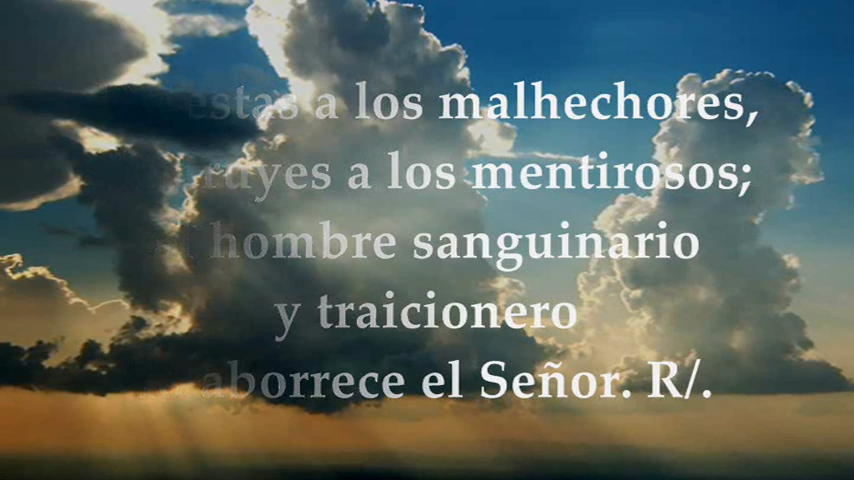 a los malhechores,
a los mentirosos;
hombre sanguinario
y traicionero
aborrece el Señor. R/.